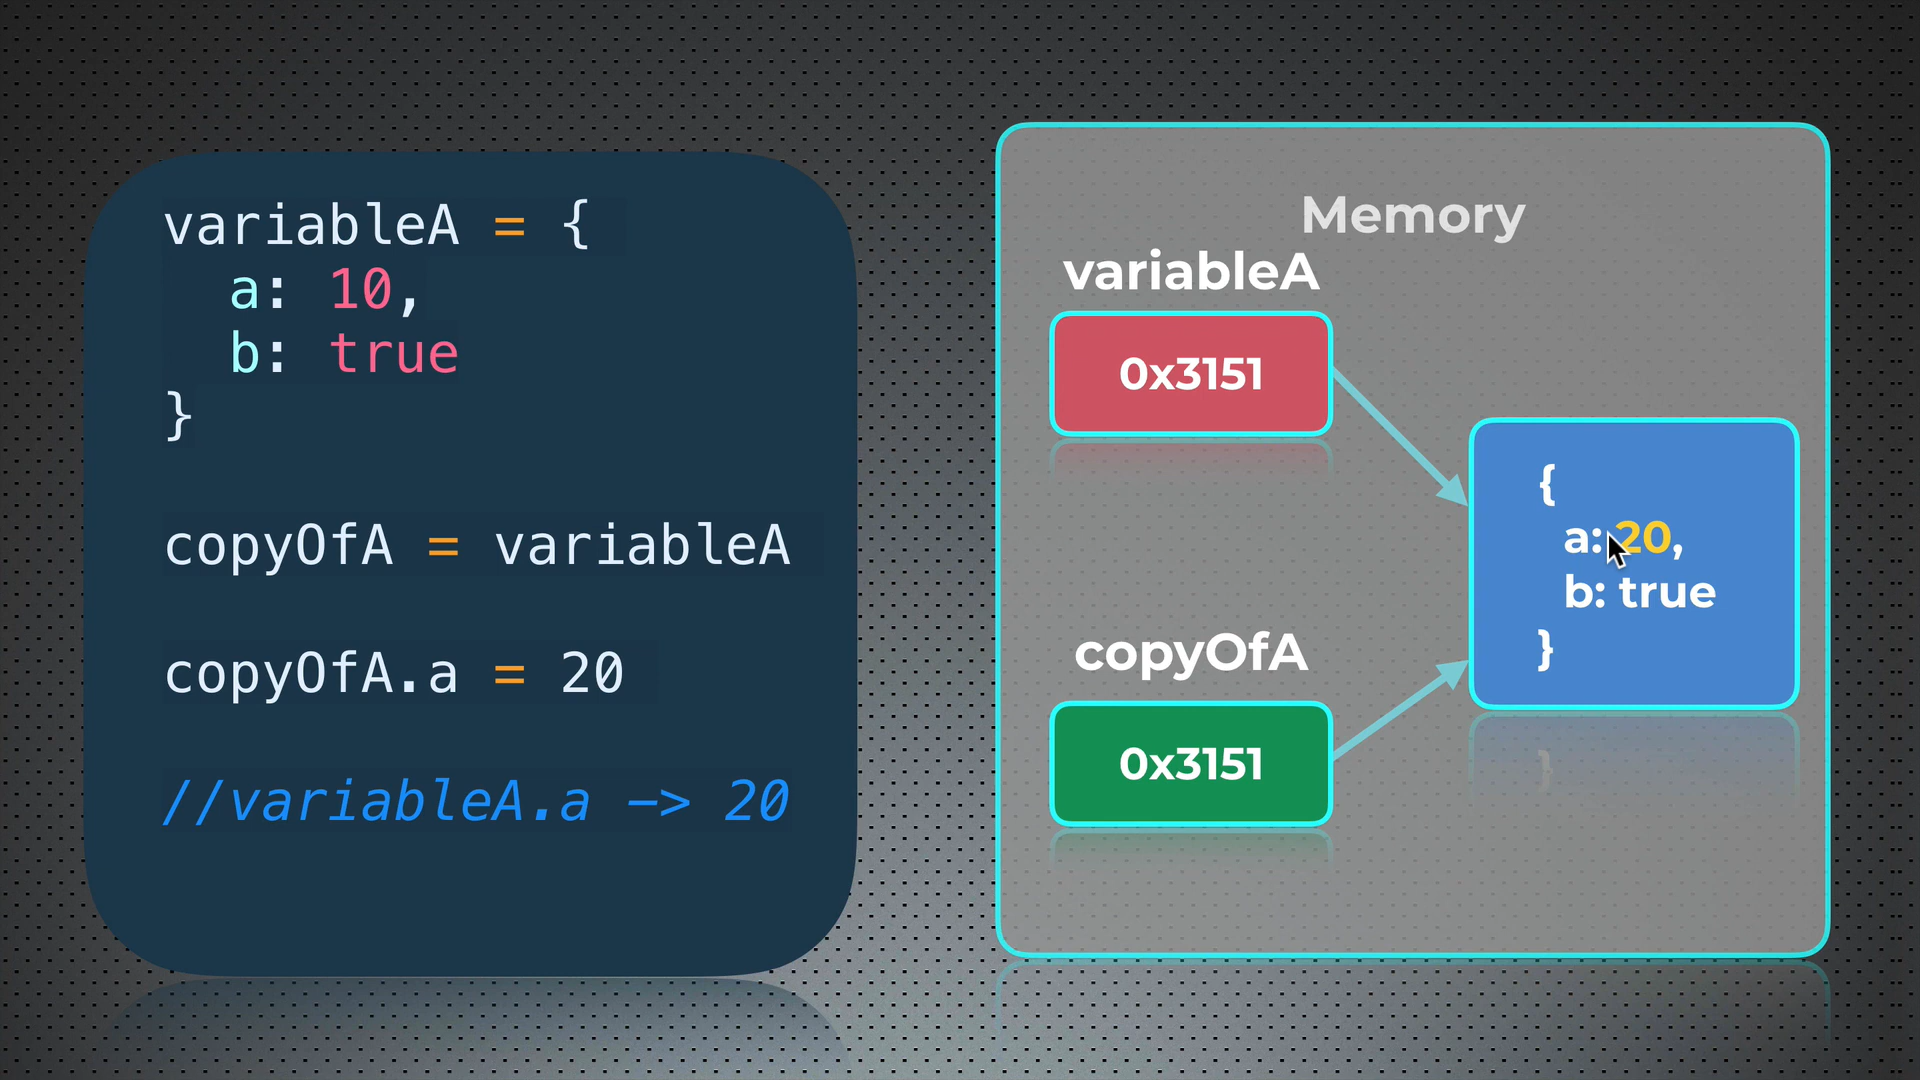 variableA = {
  a: 10,
  b: true
}
copyOfA = variableA
copyOfA.a = 20
//variableA.a -> 20
Memory
variableA
0x3151
{
  a: 20,
  b: true
}
copyOfA
0x3151